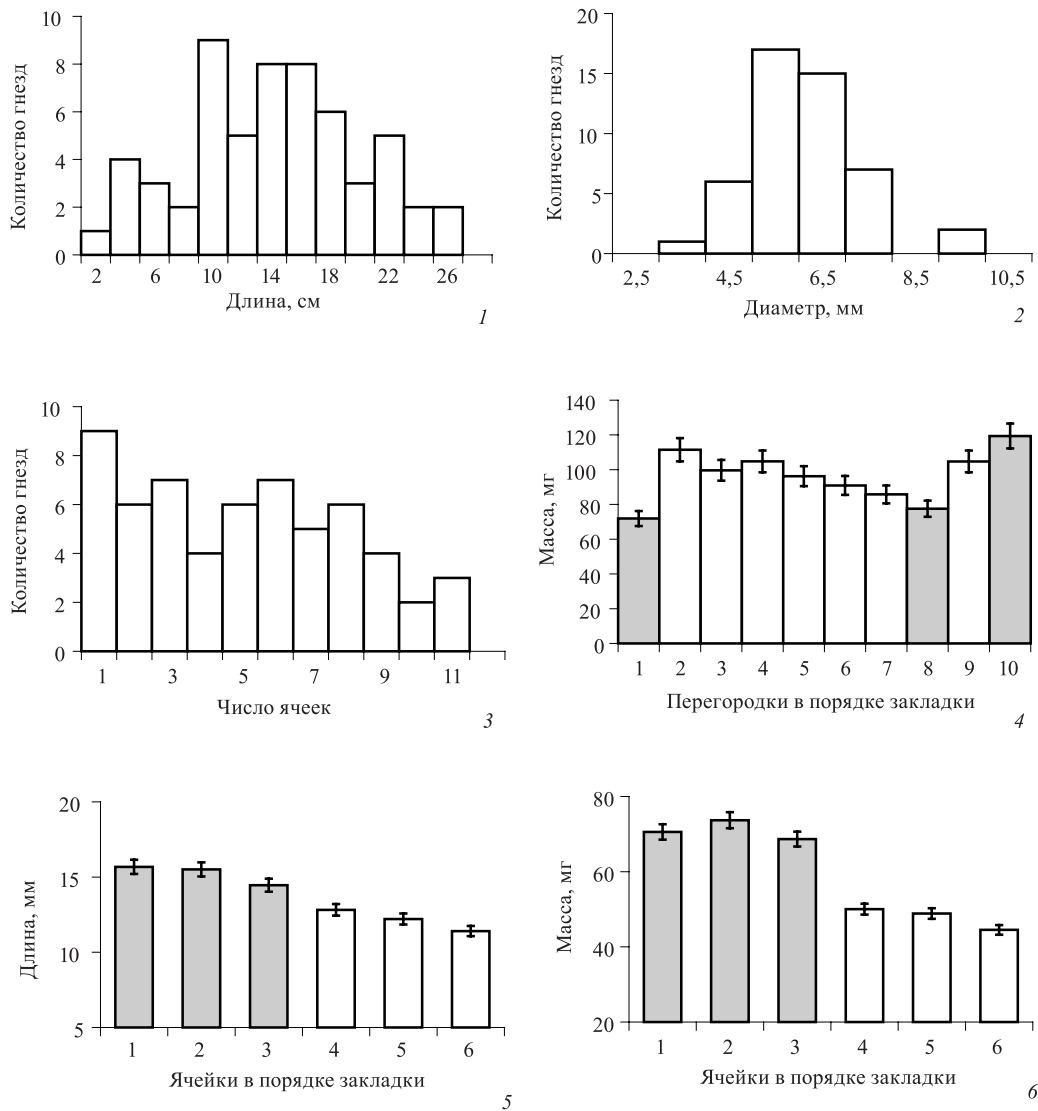 Количество гнезд
10
8
6
4
2
0
2 6 10 14 18 22 26
Длина, см
1
Количество гнезд
20
15
10
5
0
2,5 4,5 6,5 8,5 10,5
Диаметр, мм
2
Количество гнезд
10
8
6
4
2
0
1 3 5 7 9 11
Число ячеек
3
Масса, мг
140
120
100
80
60
40
20
0
1 2 3 4 5 6 7 8 9 10
Перегородки в порядке закладки
4
Длина, мм
20
15
10
5
1 2 3 4 5 6
Ячейки в порядке закладки
5
Масса, мг
80
60
40
20
1 2 3 4 5 6
Ячейки в порядке закладки
6